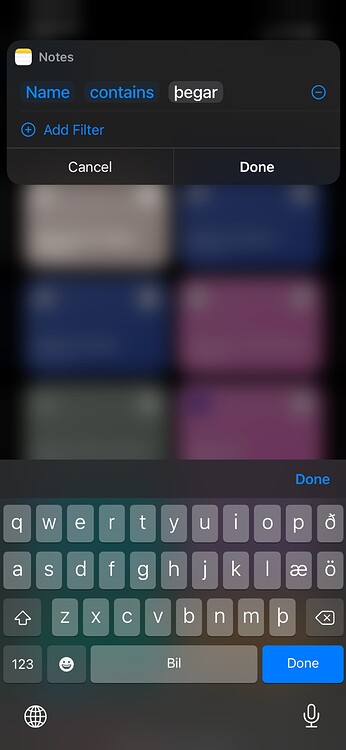 Notes
Name contains þegar
Add Filter
Cancel Done
Done
q w e r t y u i o p ð
a s d f g h j k l æ ö
z x c v b n m þ
123 Bil Done